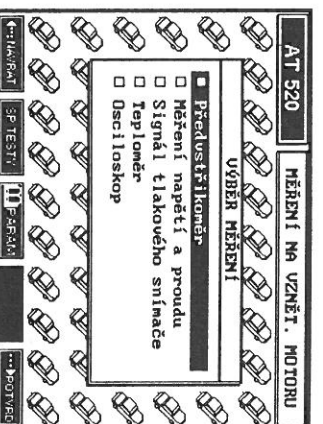 AT 520 MĚŘENÍ NA VZNĚT. MOTORU
VÝBĚR MĚŘENÍ
Předvstřikoměr
Měření napětí a proudu
Signál tlakového snímače
Teploměr
Osciloskop
NAVRAT SP.TESTY PARAM POTVRD